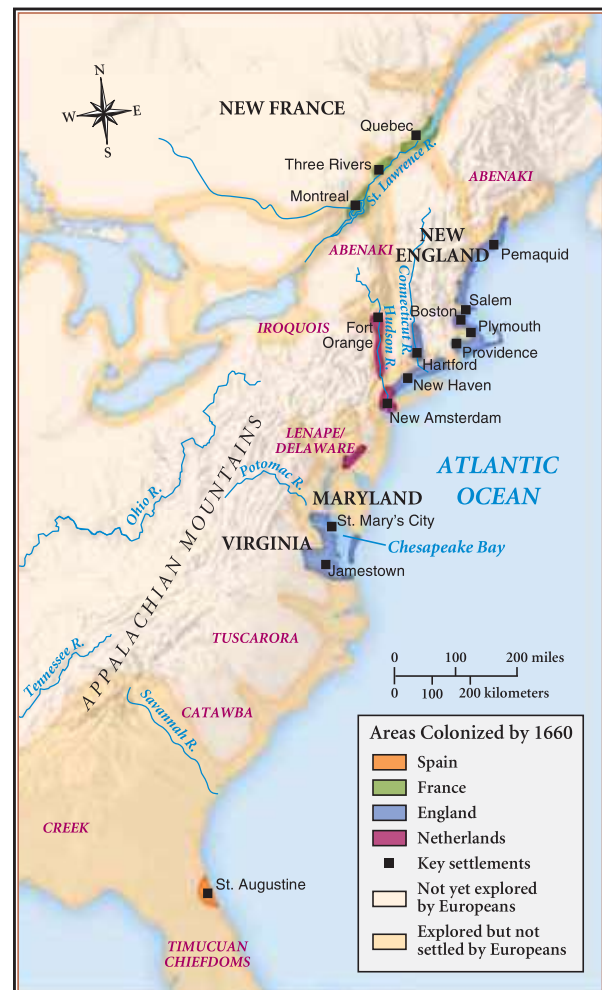 N
W
E
S
NEW FRANCE
Quebec
Three Rivers
St. Lawrence R.
Montreal
ABENAKI
ABENAKI
NEW
ENGLAND
Pemaquid
Connecticut R.
Salem
Boston
Plymouth
IROQUOIS
Fort
Orange
Hudson R.
Providence
Hartford
New Haven
New Amsterdam
LENAPE/
DELAWARE
ATLANTIC
OCEAN
Potomac R.
Ohio R.
APPALACHIAN MOUNTAINS
MARYLAND
St. Mary's City
VIRGINIA
Chesapeake Bay
Jamestown
TUSCARORA
Tennessee R.
Savannah R.
CATAWBA
0 100 200 miles
0 100 200 kilometers
CREEK
St. Augustine
TIMUCUAN
CHIEFDOMS
Areas Colonized by 1660
Spain
France
England
Netherlands
Key settlements
Not yet explored
by Europeans
Explored but not
settled by Europeans